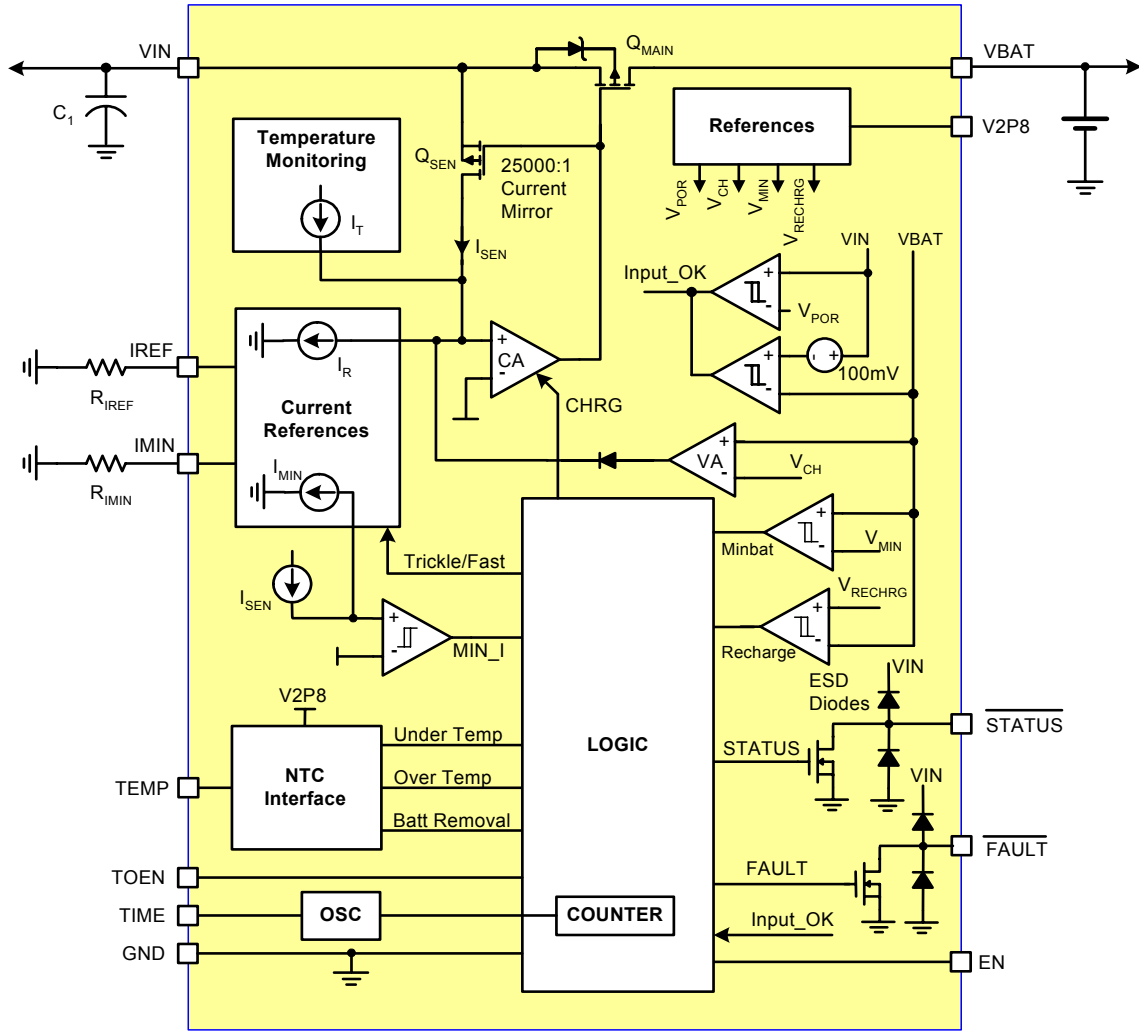 VIN
C1
QMAIN
VBAT
V2P8
References
VPOR
VCH
VMIN
VRECHRG
Temperature
Monitoring
IT
QSEN
25000:1
Current
Mirror
ISEN
VIN
VBAT
Input_OK
+
-
VPOR
+
-
- +
100mV
IREF
RIREF
IR
Current
References
+
CA
-
CHRG
IMIN
RIMIN
IMIN
+
VA
-
VCH
+
-
Minbat
VMIN
Trickle/Fast
ISEN
+
-
MIN_I
VRECHRG
+
-
Recharge
ESD
Diodes
VIN
STATUS
STATUS
V2P8
NTC
Interface
TEMP
Under Temp
Over Temp
Batt Removal
LOGIC
VIN
FAULT
FAULT
TOEN
TIME
OSC
COUNTER
Input_OK
GND
EN